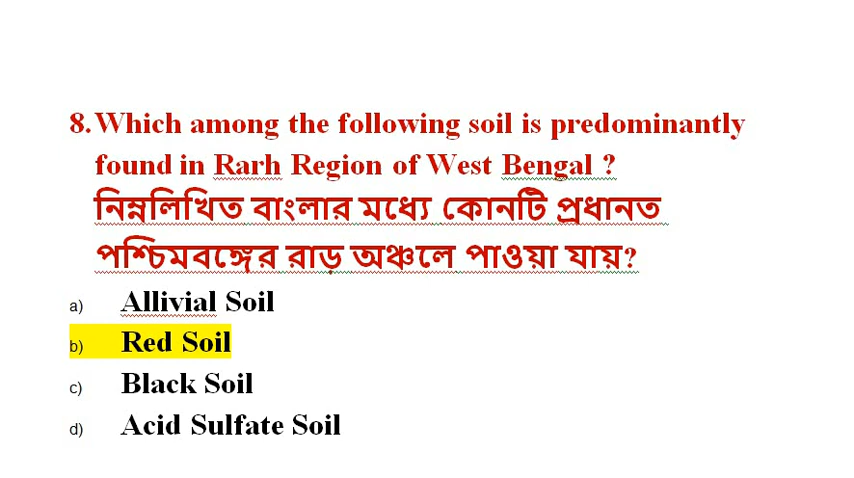 8.Which among the following soil is predominantly
found in Rarh Region of West Bengal ?
নিম্নলিখিত বাংলার মধ্যে কোনটি প্রধানত
পশ্চিমবঙ্গের রাড় অঞ্চলে পাওয়া যায়?
a) Allivial Soil
b) Red Soil
c) Black Soil
d) Acid Sulfate Soil